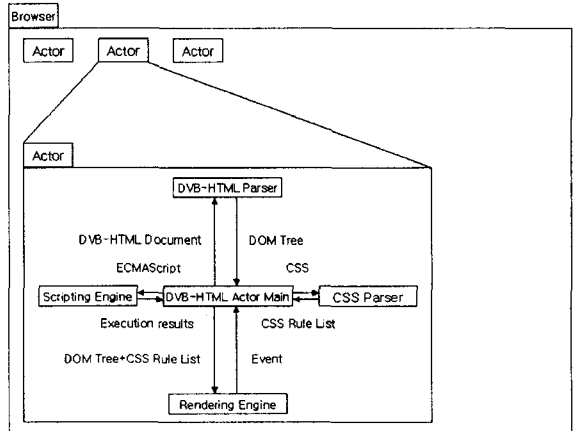 Browser
Actor
Actor
Actor
Actor
DVB-HTML Parser
DVB-HTML Document
DOM Tree
ECMAScript
CSS
Scripting Engine
DVB-HTML Actor Main
CSS Parser
Execution results
CSS Rule List
DOM Tree+CSS Rule List
Event
Rendering Engine